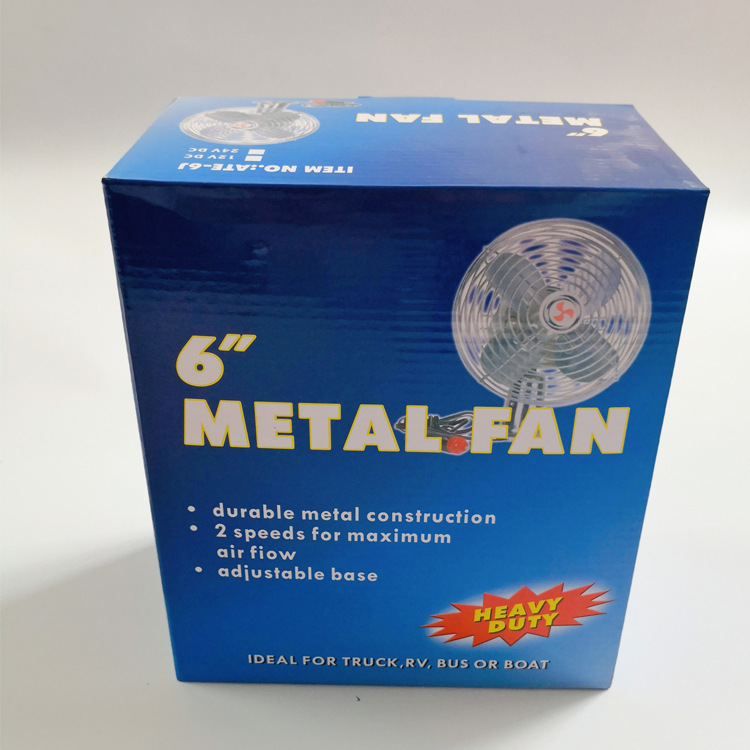 6" METAL FAN
ITEM NO.:ATE-6J
12V DC
24V DC
6"
METAL FAN
• durable metal construction
• 2 speeds for maximum
air fiow
• adjustable base
HEAVY
DUTY
IDEAL FOR TRUCK,RV, BUS OR BOAT